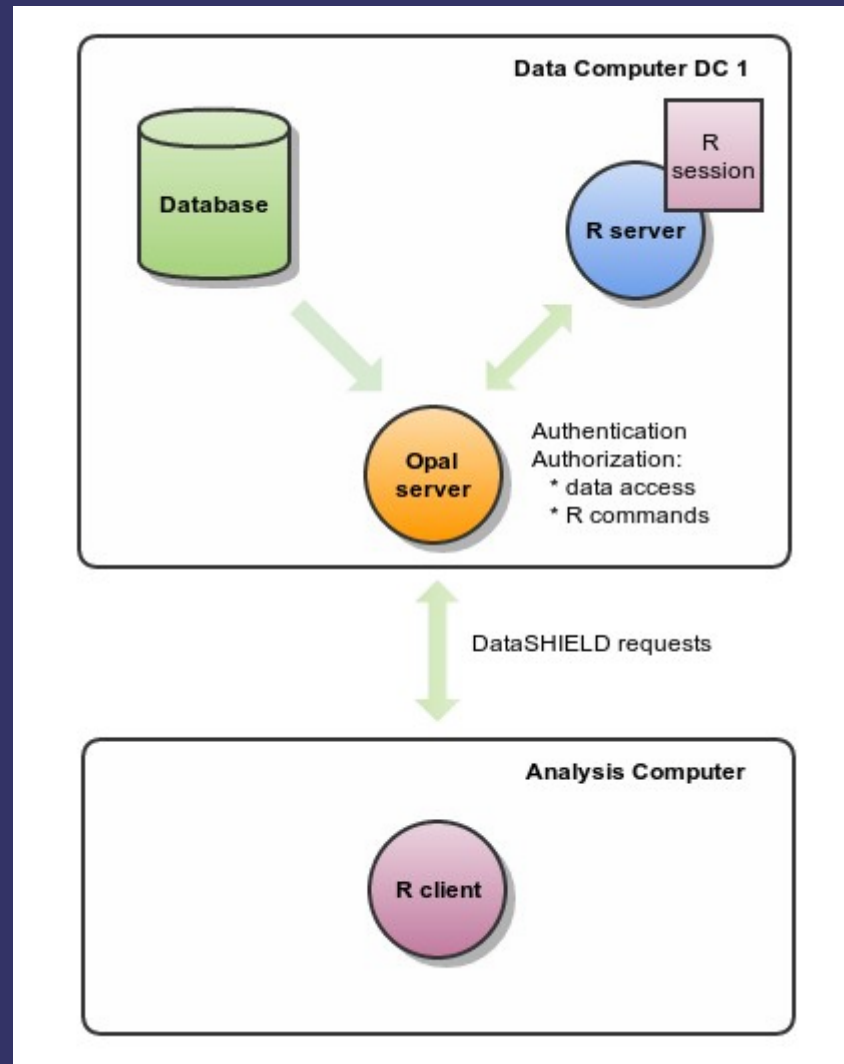 Data Computer DC 1
R
session
Database
R server
Opal
server
Authentication
Authorization:
* data access
* R commands
DataSHIELD requests
Analysis Computer
R client